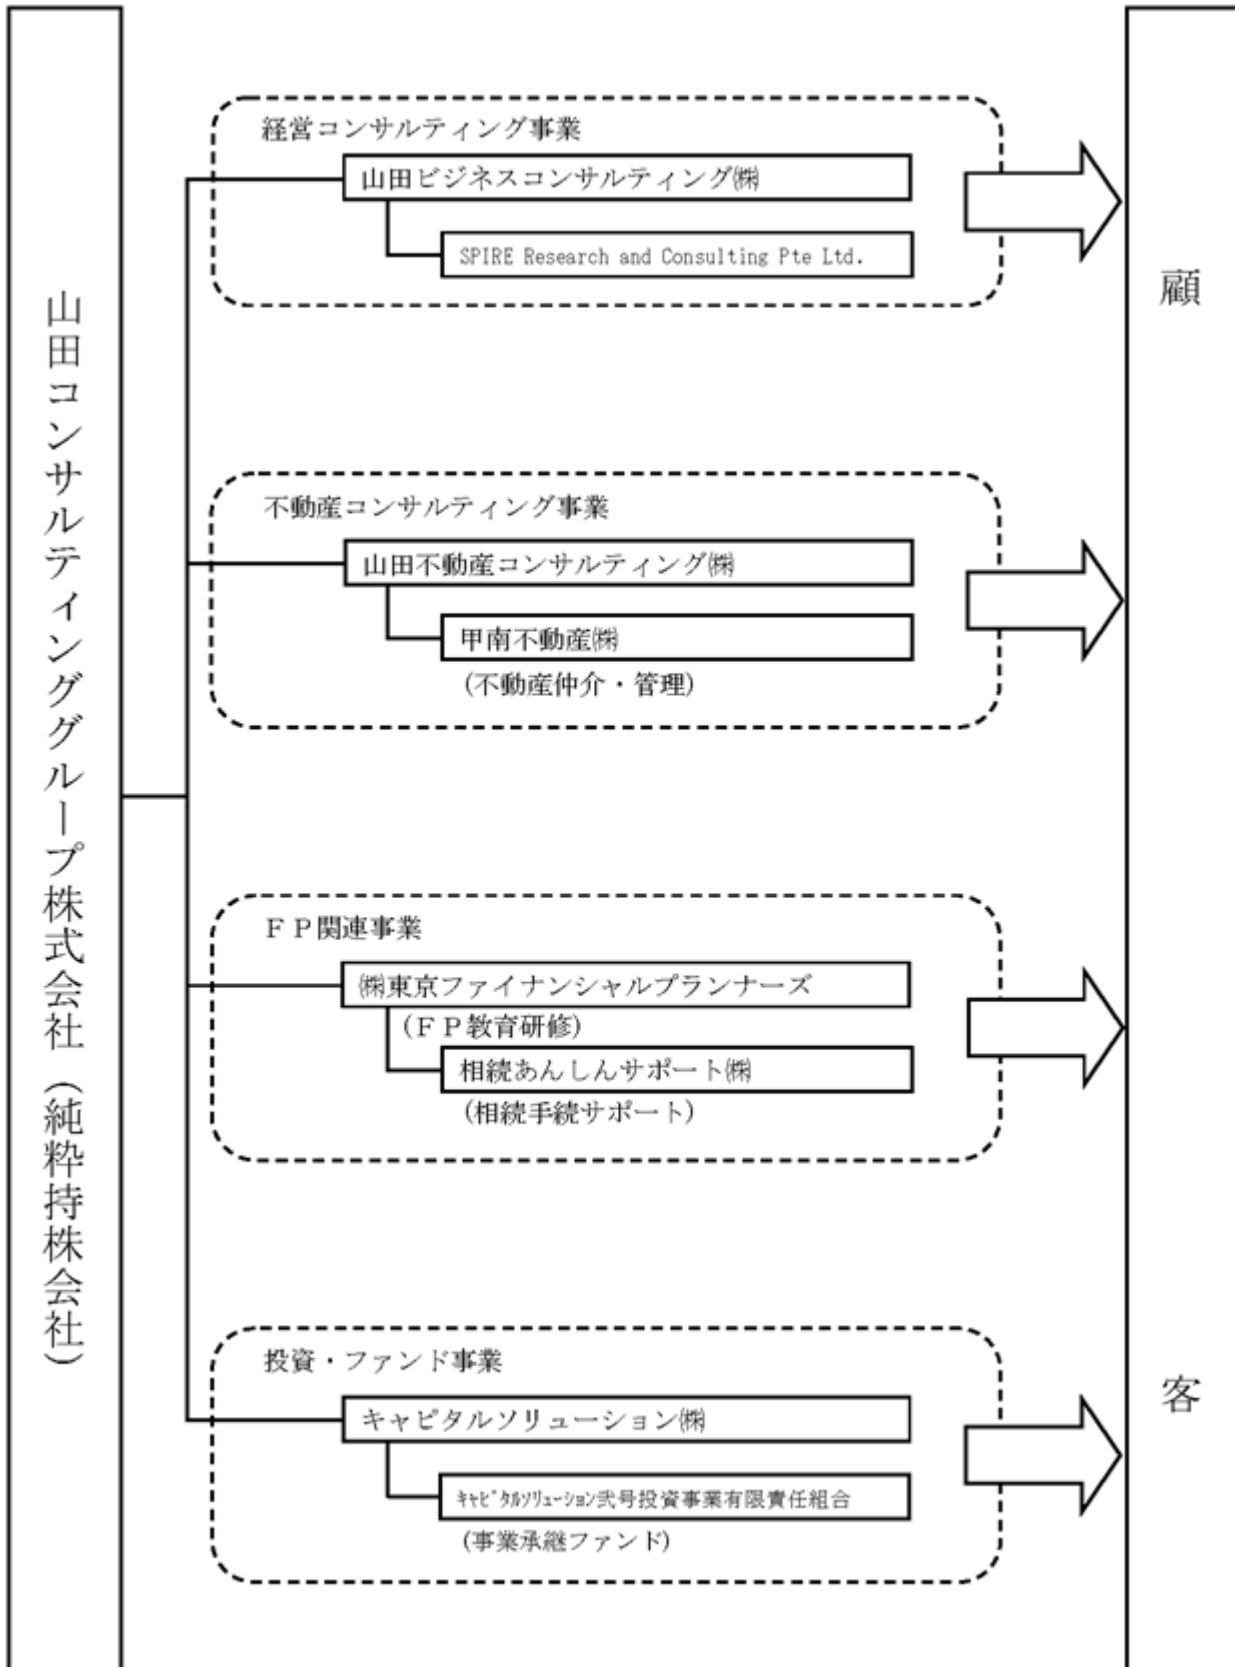 山田コンサルティンググループ株式会社（純粋持株会社）
経営コンサルティング事業
山田ビジネスコンサルティング㈱
SPIRE Research and Consulting Pte Ltd.
不動産コンサルティング事業
山田不動産コンサルティング㈱
甲南不動産㈱
(不動産仲介・管理)
ＦＰ関連事業
㈱東京ファイナンシャルプランナーズ
(ＦＰ教育研修)
相続あんしんサポート㈱
(相続手続サポート)
投資・ファンド事業
キャピタルソリューション㈱
ｷｬﾋﾟﾀﾙｿﾘｭｰｼｮﾝ弐号投資事業有限責任組合
(事業承継ファンド)
顧客